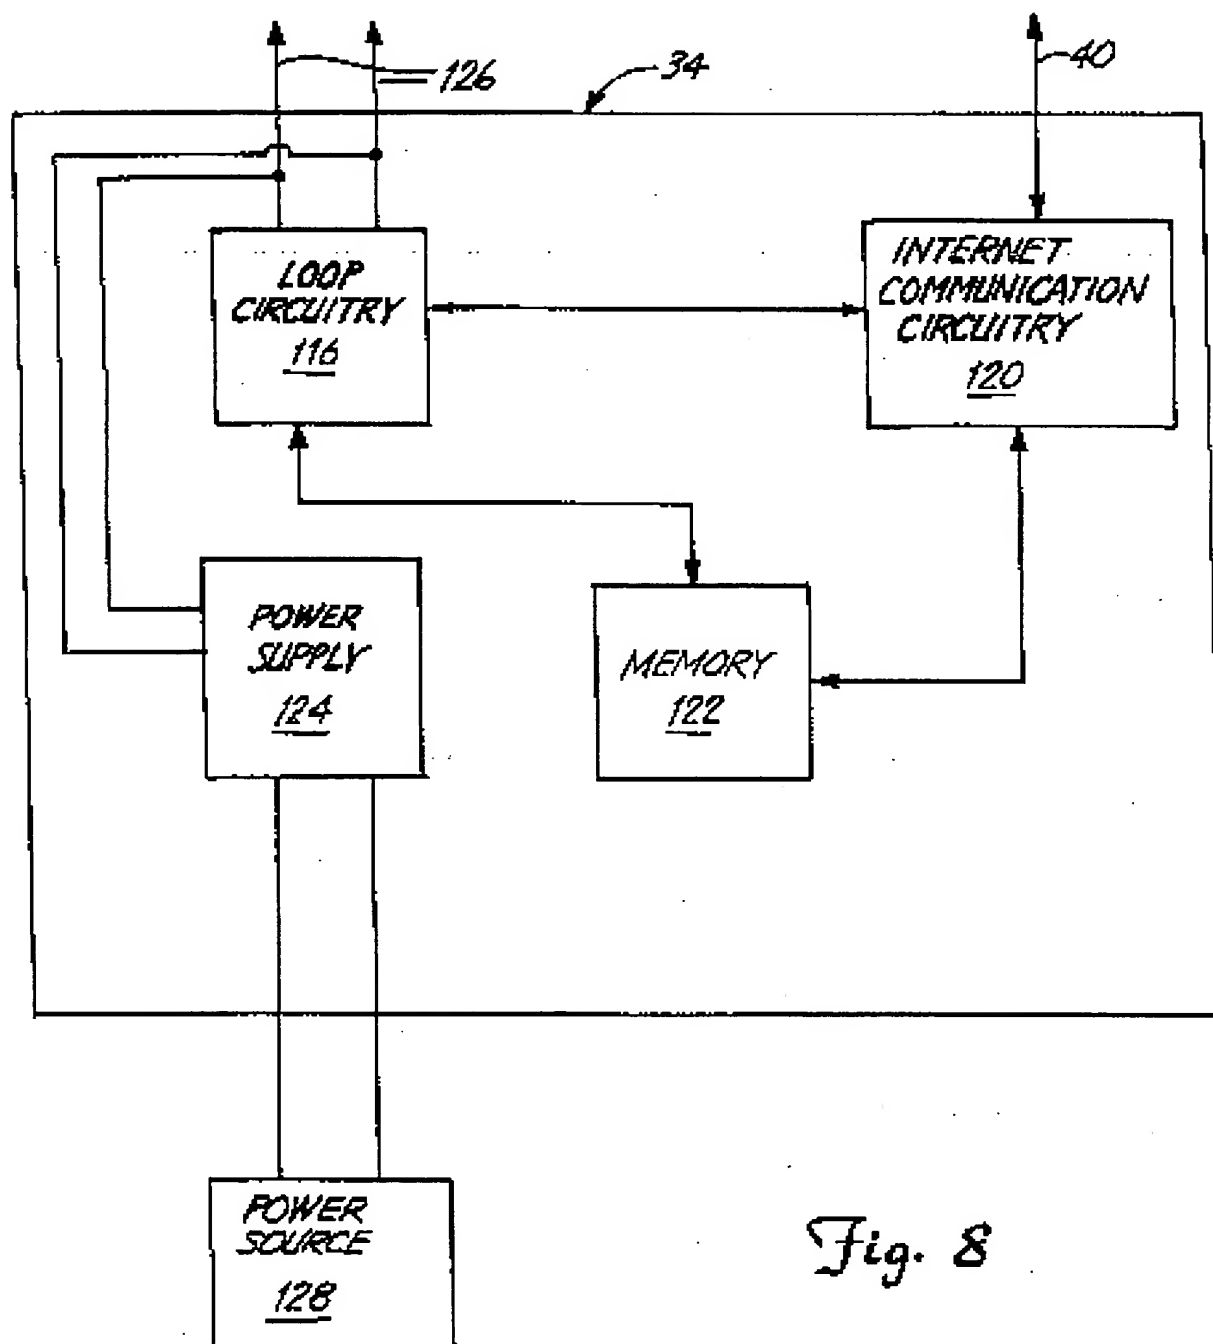 126
34
40
LOOP
CIRCUITRY
116
INTERNET
COMMUNICATION
CIRCUITRY
120
POWER
SUPPLY
124
MEMORY
122
POWER
SOURCE
128
Fig. 8